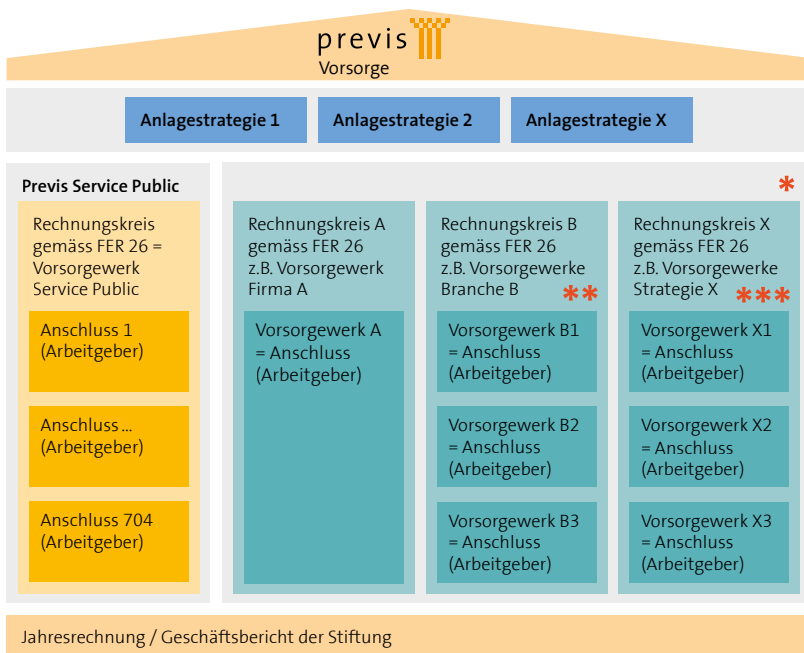 previs
Vorsorge
Anlagestrategie 1
Anlagestrategie 2
Anlagestrategie X
Previs Service Public
*
Rechnungskreis
gemäss FER 26 =
Vorsorgewerk
Service Public
Anschluss 1
(Arbeitgeber)
Anschluss ...
(Arbeitgeber)
Anschluss 704
(Arbeitgeber)
Rechnungskreis A
gemäss FER 26
z.B. Vorsorgewerk
Firma A
Vorsorgewerk A
= Anschluss
(Arbeitgeber)
Rechnungskreis B
gemäss FER 26
z.B. Vorsorgewerke
Branche B **
Vorsorgewerk B1
= Anschluss
(Arbeitgeber)
Vorsorgewerk B2
= Anschluss
(Arbeitgeber)
Vorsorgewerk B3
= Anschluss
(Arbeitgeber)
Rechnungskreis X
gemäss FER 26
z.B. Vorsorgewerke
Strategie X ***
Vorsorgewerk X1
= Anschluss
(Arbeitgeber)
Vorsorgewerk X2
= Anschluss
(Arbeitgeber)
Vorsorgewerk X3
= Anschluss
(Arbeitgeber)
Jahresrechnung / Geschäftsbericht der Stiftung